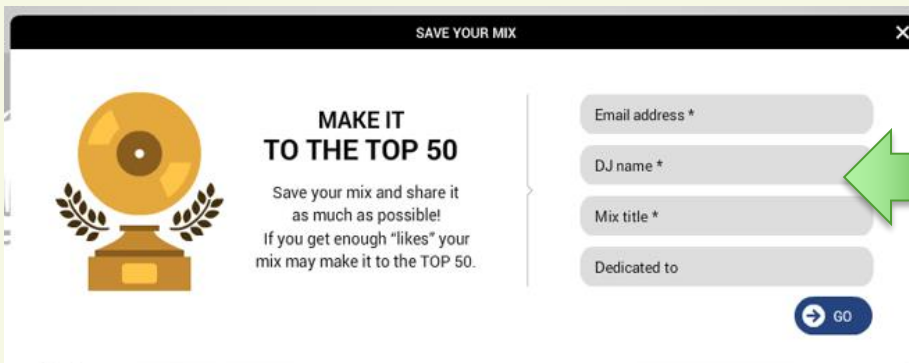 SAVE YOUR MIX
MAKE IT
TO THE TOP 50
Save your mix and share it
as much as possible!
If you get enough “likes” your
mix may make it to the TOP 50.
Email address *
DJ name *
Mix title *
Dedicated to
GO